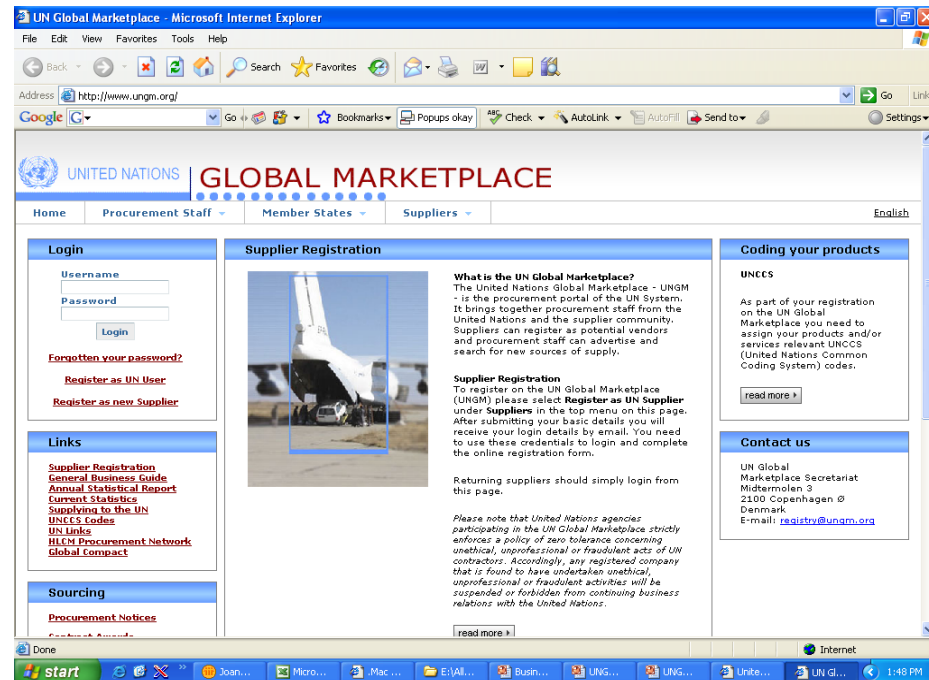 UN Global Marketplace - Microsoft Internet Explorer
File Edit View Favorites Tools Help
Back Search Favorites
Address http://www.ungm.org/ Go Link
Google G Go Bookmarks Popups okay Check AutoLink AutoFill Send to Settings
UNITED NATIONS GLOBAL MARKETPLACE
Home Procurement Staff Member States Suppliers English
Login
Username
Password
Login
Forgotten your password?
Register as UN User
Register as new Supplier
Links
Supplier Registration
General Business Guide
Annual Statistical Report
Current Statistics
Supplying to the UN
UNCCS Codes
UN Links
HLCM Procurement Network
Global Compact
Sourcing
Procurement Notices
Contract Awards
Supplier Registration
What is the UN Global Marketplace?
The United Nations Global Marketplace - UNGM
- is the procurement portal of the UN System.
It brings together procurement staff from the
United Nations and the supplier community.
Suppliers can register as potential vendors
and procurement staff can advertise and
search for new sources of supply.
Supplier Registration
To register on the UN Global Marketplace
(UNGM) please select Register as UN Supplier
under Suppliers in the top menu on this page.
After submitting your basic details you will
receive your login details by email. You need
to use these credentials to login and complete
the online registration form.
Returning suppliers should simply login from
this page.
Please note that United Nations agencies
participating in the UN Global Marketplace strictly
enforces a policy of zero tolerance concerning
unethical, unprofessional or fraudulent acts of UN
contractors. Accordingly, any registered company
that is found to have undertaken unethical,
unprofessional or fraudulent activities will be
suspended or forbidden from continuing business
relations with the United Nations.
read more
Coding your products
UNCCS
As part of your registration
on the UN Global
Marketplace you need to
assign your products and/or
services relevant UNCCS
(United Nations Common
Coding System) codes.
read more
Contact us
UN Global
Marketplace Secretariat
Midtermolen 3
2100 Copenhagen Ø
Denmark
E-mail: registry@ungm.org
Done Internet
start Joan... Micro... .Mac ... E:\All... Busin... UNG... UNG... Unite... UN Gl... 1:48 PM